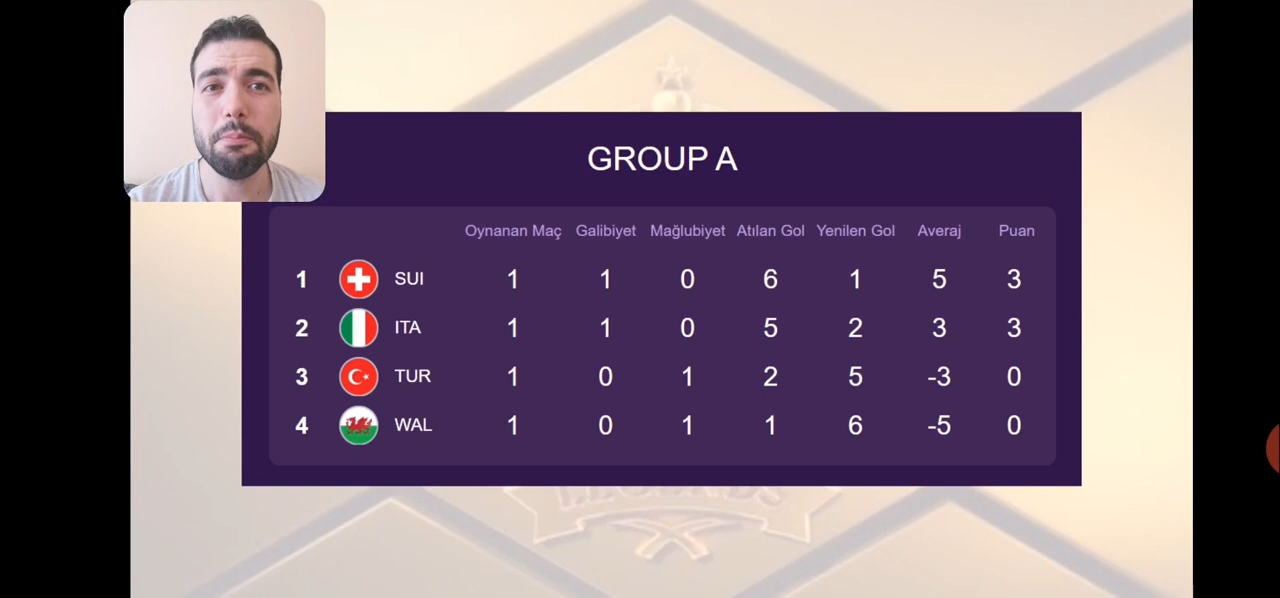 GROUP A
Oynanan Maç Galibiyet Mağlubiyet Atılan Gol Yenilen Gol Averaj Puan
1 SUI 1 1 0 6 1 5 3
2 ITA 1 1 0 5 2 3 3
3 TUR 1 0 1 2 5 -3 0
4 WAL 1 0 1 1 6 -5 0
LEGENDS